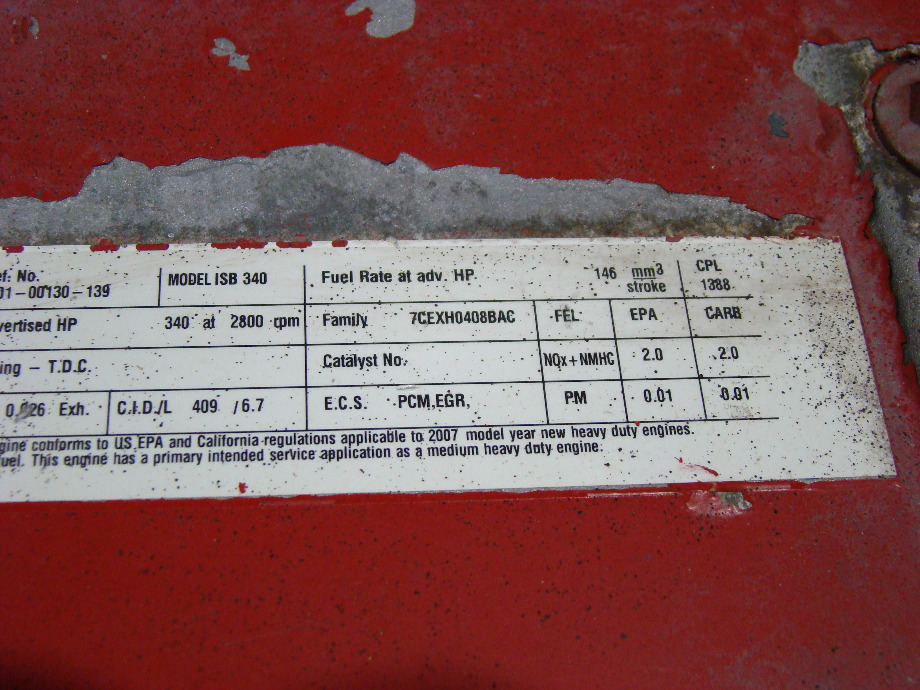 ef: No. MODEL ISB 340 Fuel Rate at adv. HP. 146 mm3 stroke CPL
01-00130-139 1388
vertised HP 340 at 2800 rpm Family 7CEXH0408BAC FEL EPA CARB
ing - T.D.C. Catalyst No. NOx+NMHC 2.0 2.0
0.026 Exh. C.I.D./L 409 /6.7 E.C.S. PCM,EGR, PM 0.01 0.01
gine conforms to US EPA and California regulations applicable to 2007 model year new heavy duty engines.
uel. This engine has a primary intended service application as a medium heavy duty engine.